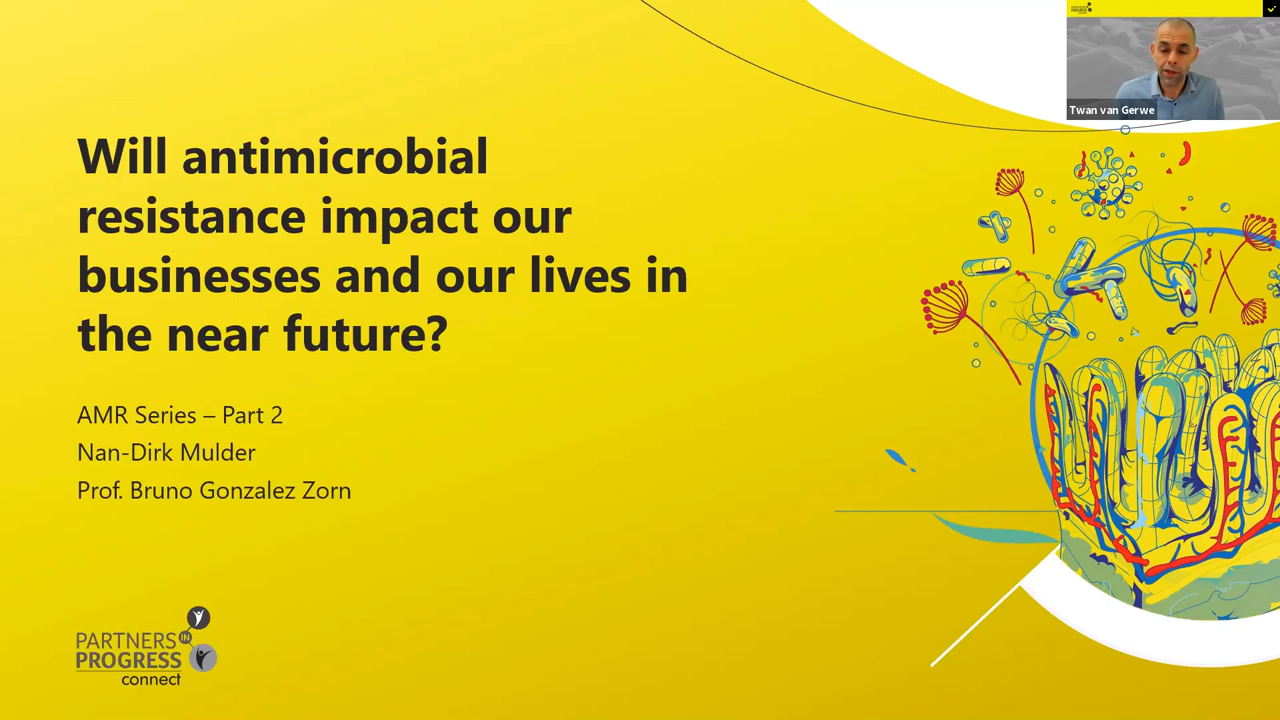 Twan van Gerwe
Will antimicrobial
resistance impact our
businesses and our lives in
the near future?
AMR Series – Part 2
Nan-Dirk Mulder
Prof. Bruno Gonzalez Zorn
PARTNERS IN
PROGRESS
connect